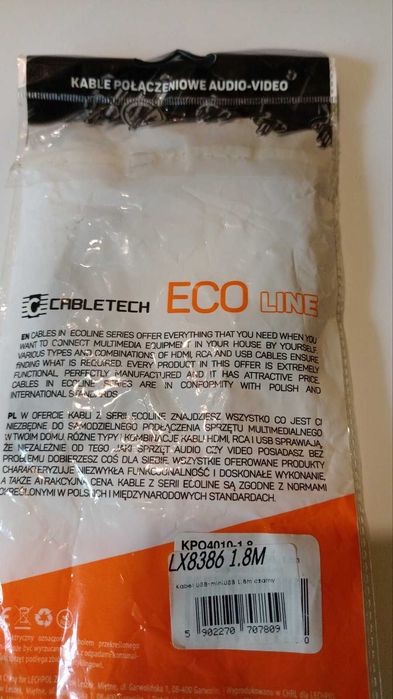 KABLE POŁĄCZENIOWE AUDIO-VIDEO
CABLETECH ECO LINE
EN CABLES IN ECOLINE SERIES OFFER EVERYTHING THAT YOU NEED WHEN YOU
WANT TO CONNECT MULTIMEDIA EQUIPMENT IN YOUR HOUSE BY YOURSELF.
VARIOUS TYPES AND COMBINATIONS OF HDMI, RCA AND USB CABLES ENSURE
FINDING WHAT IS REQUIRED. EVERY PRODUCT IN THIS OFFER IS EXTREMELY
FUNCTIONAL, PERFECTLY MANUFACTURED AND IT HAS ATTRACTIVE PRICE.
CABLES IN ECOLINE SERIES ARE IN CONFORMITY WITH POLISH AND
INTERNATIONAL STANDARDS.
PL W OFERCIE KABLI Z SERII ECOLINE ZNAJDZIESZ WSZYSTKO CO JEST CI
NIEZBĘDNE DO SAMODZIELNEGO PODŁĄCZENIA SPRZĘTU MULTIMEDIALNEGO
W TWOIM DOMU. RÓŻNE TYPY I KOMBINACJE KABLI HDMI, RCA I USB SPRAWIAJĄ,
ŻE NIEZALEŻNIE OD TEGO JAKI SPRZĘT AUDIO CZY VIDEO POSIADASZ BEZ
PROBLEMU DOBIERZESZ COŚ DLA SIEBIE. WSZYSTKIE OFEROWANE PRODUKTY
CHARAKTERYZUJE NIEZWYKŁA FUNKCJONALNOŚĆ I DOSKONAŁE WYKONANIE,
A TAKŻE ATRAKCYJNA CENA. KABLE Z SERII ECOLINE SĄ ZGODNE Z NORMAMI
OKREŚLONYMI W POLSKICH I MIĘDZYNARODOWYCH STANDARDACH.
KPO4010-1.8
LX8386 1.8M
Kabel USB-miniUSB 1,8m czarny
5 902270 707809